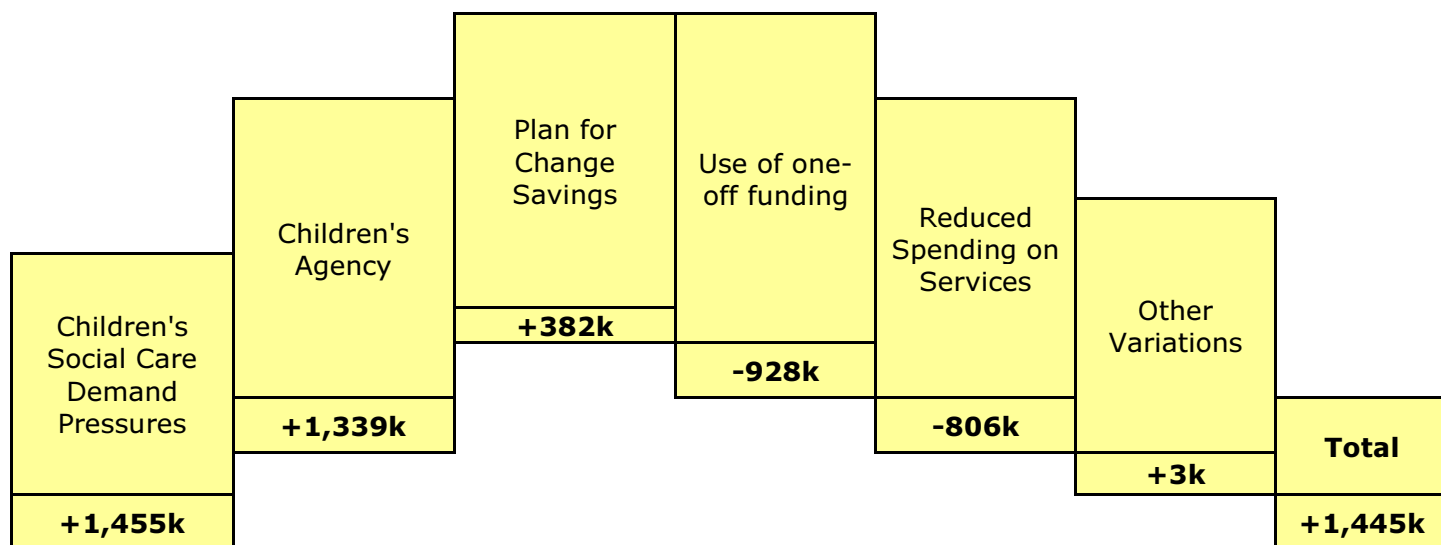 Children's
Social Care
Demand
Pressures
+1,455k
Children's
Agency
+1,339k
Plan for
Change
Savings
+382k
Use of one-
off funding
-928k
Reduced
Spending on
Services
-806k
Other
Variations
+3k
Total
+1,445k